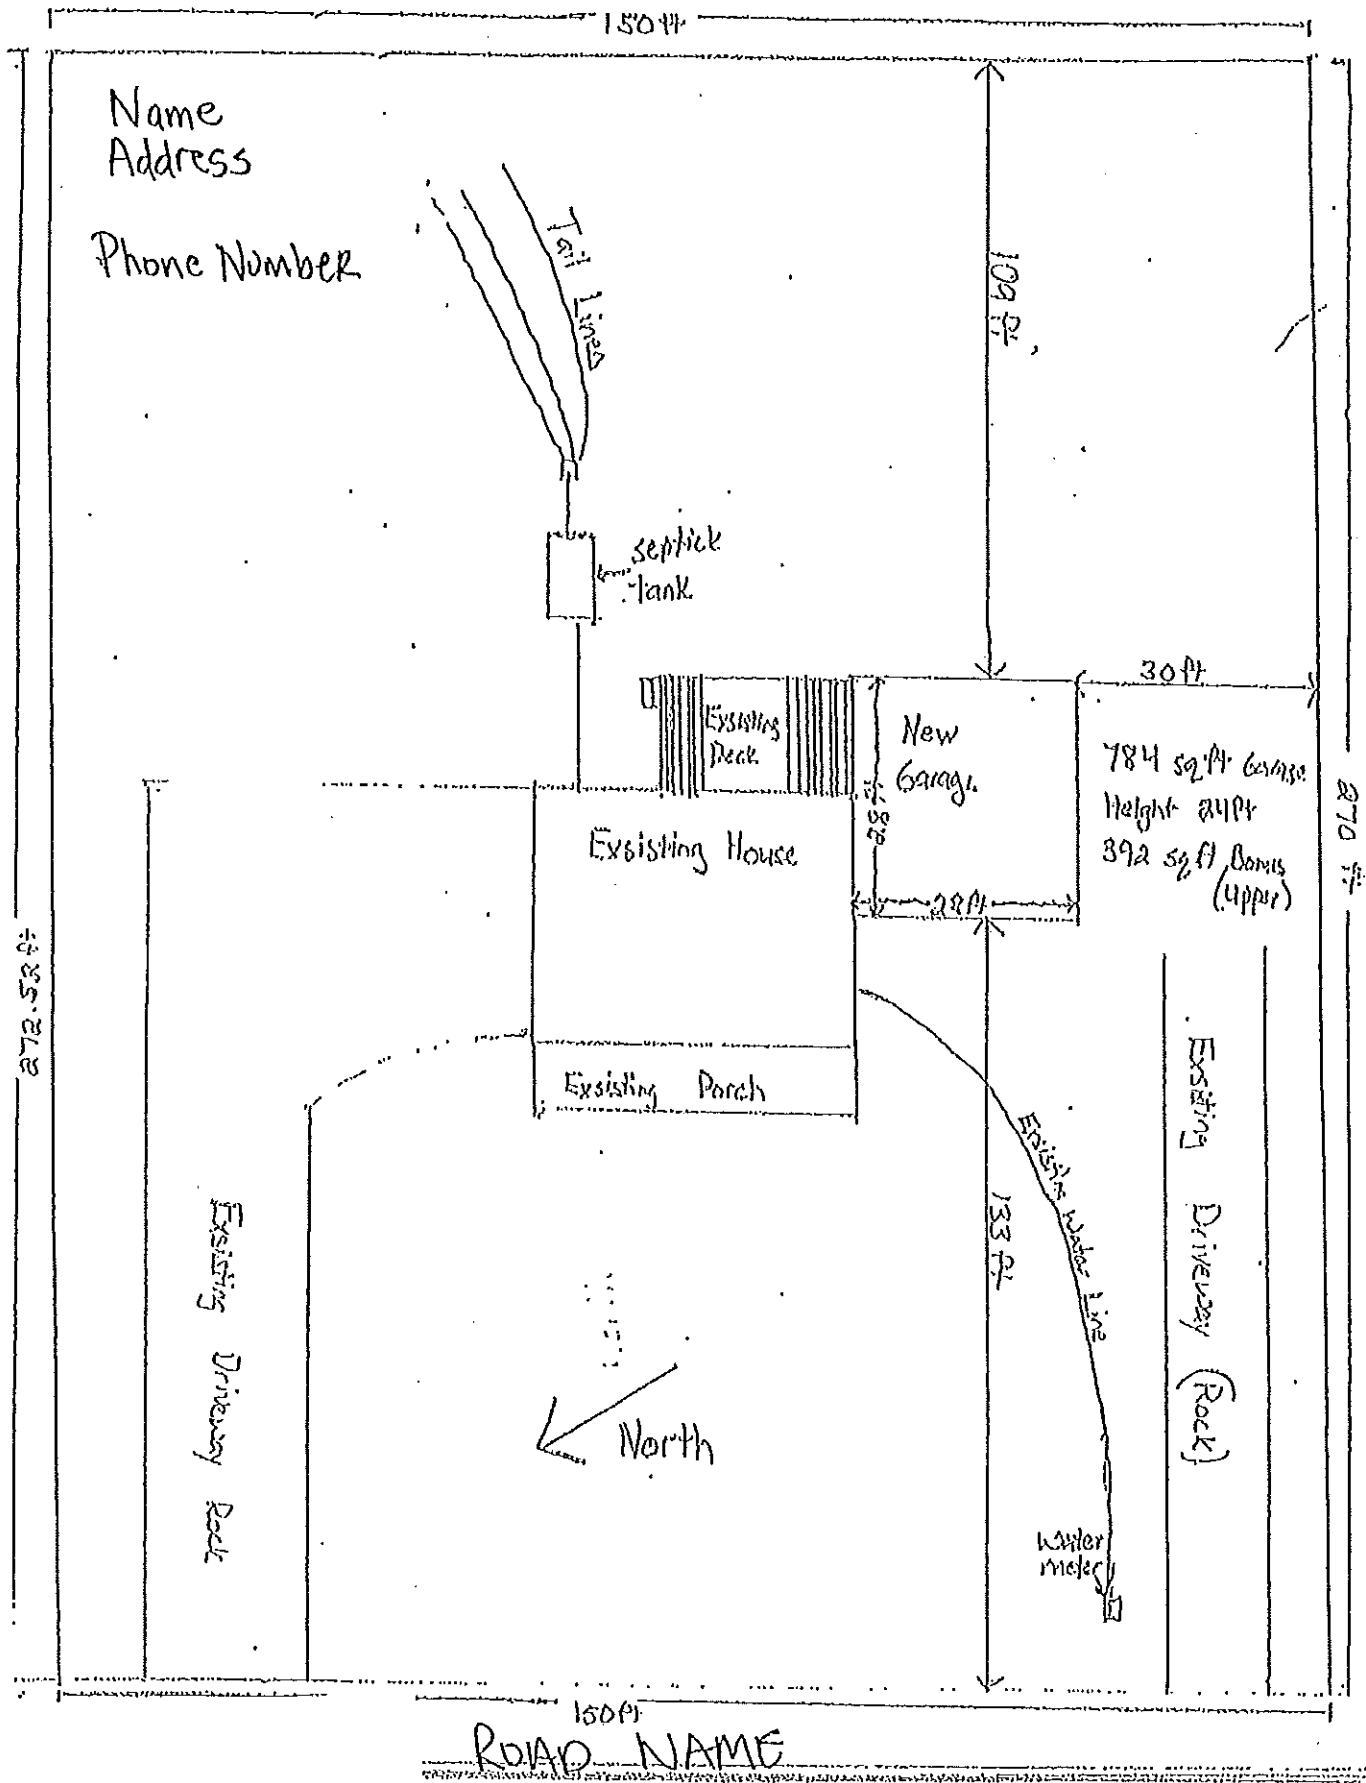 150 ft
Name
Address
Phone Number
Tail Lines
109 ft
septick
tank
30 ft
Exsisting
Deck
New
Garage
28 ft
784 sq ft Garage
Height 24 ft
392 sq ft Bonus
(Upper)
270 ft
Exsisting House
28 ft
272.53 ft
Exsisting Porch
Exsisting Water Line
133 ft
Exsisting Driveway (Rock)
Exsisting Driveway Rock
North
Water
meter
150 ft
ROAD NAME